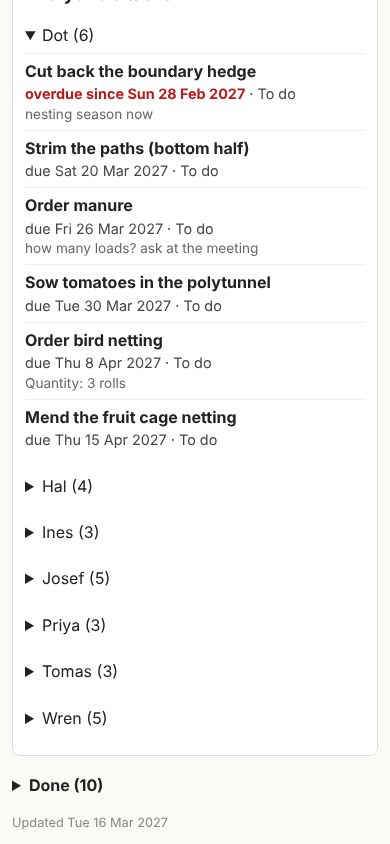 Dot (6)
Cut back the boundary hedge
overdue since Sun 28 Feb 2027 · To do
nesting season now
Strim the paths (bottom half)
due Sat 20 Mar 2027 · To do
Order manure
due Fri 26 Mar 2027 · To do
how many loads? ask at the meeting
Sow tomatoes in the polytunnel
due Tue 30 Mar 2027 · To do
Order bird netting
due Thu 8 Apr 2027 · To do
Quantity: 3 rolls
Mend the fruit cage netting
due Thu 15 Apr 2027 · To do
Hal (4)
Ines (3)
Josef (5)
Priya (3)
Tomas (3)
Wren (5)
Done (10)
Updated Tue 16 Mar 2027